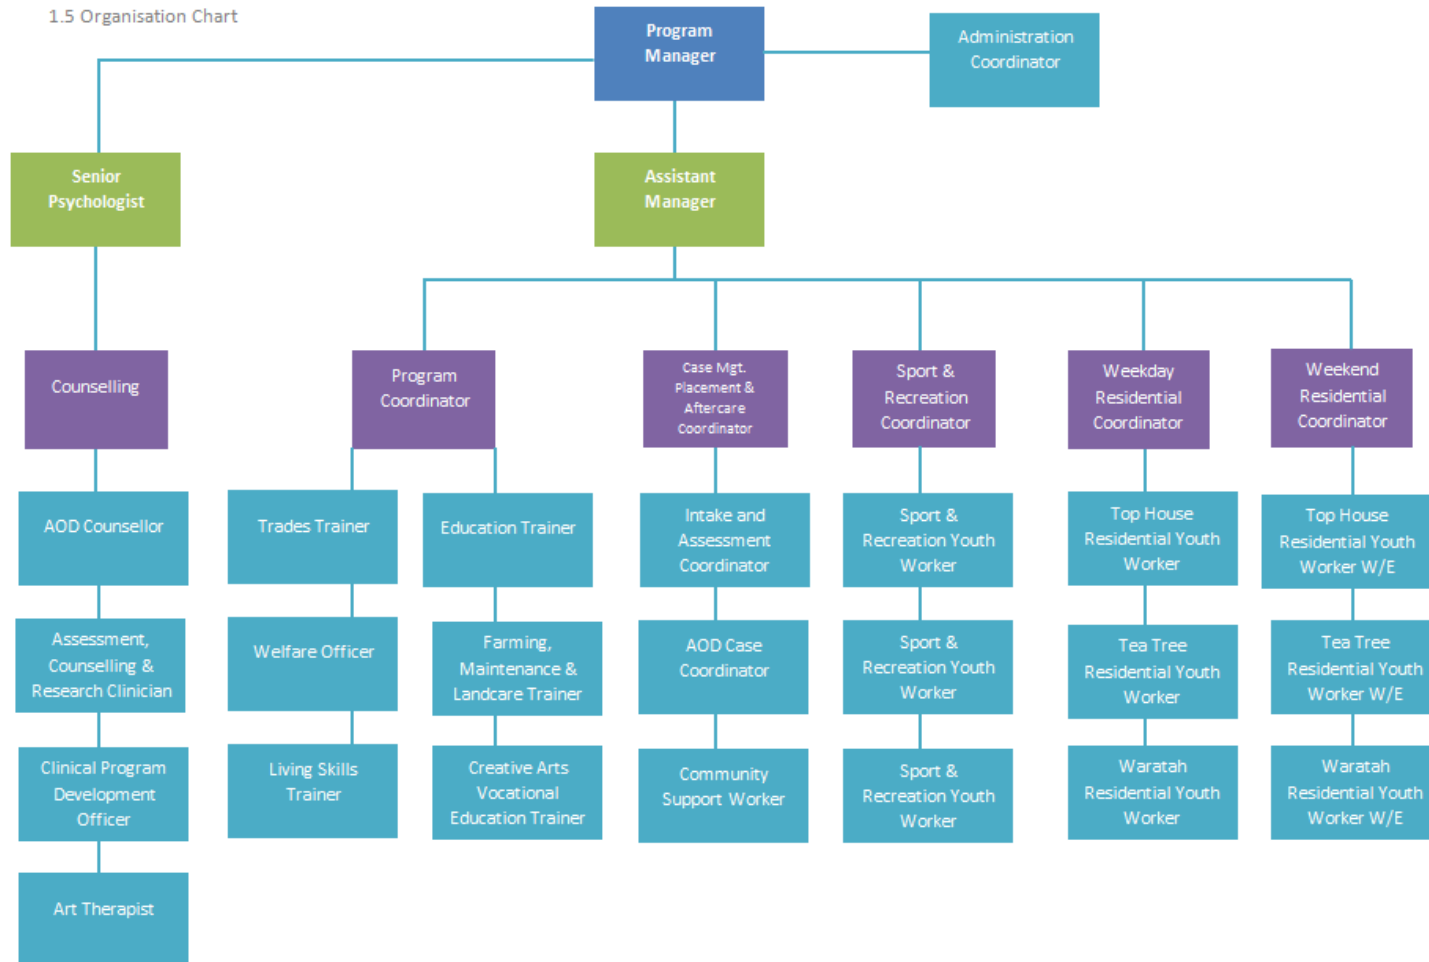 1.5 Organisation Chart
Program
Manager
Administration
Coordinator
Senior
Psychologist
Assistant
Manager
Counselling
Program
Coordinator
Case Mgt.
Placement &
Aftercare
Coordinator
Sport &
Recreation
Coordinator
Weekday
Residential
Coordinator
Weekend
Residential
Coordinator
AOD Counsellor
Trades Trainer
Education Trainer
Intake and
Assessment
Coordinator
Sport &
Recreation Youth
Worker
Top House
Residential Youth
Worker
Top House
Residential Youth
Worker W/E
Assessment,
Counselling &
Research Clinician
Welfare Officer
Farming,
Maintenance &
Landcare Trainer
AOD Case
Coordinator
Sport &
Recreation Youth
Worker
Tea Tree
Residential Youth
Worker
Tea Tree
Residential Youth
Worker W/E
Clinical Program
Development
Officer
Living Skills
Trainer
Creative Arts
Vocational
Education Trainer
Community
Support Worker
Sport &
Recreation Youth
Worker
Waratah
Residential Youth
Worker
Waratah
Residential Youth
Worker W/E
Art Therapist